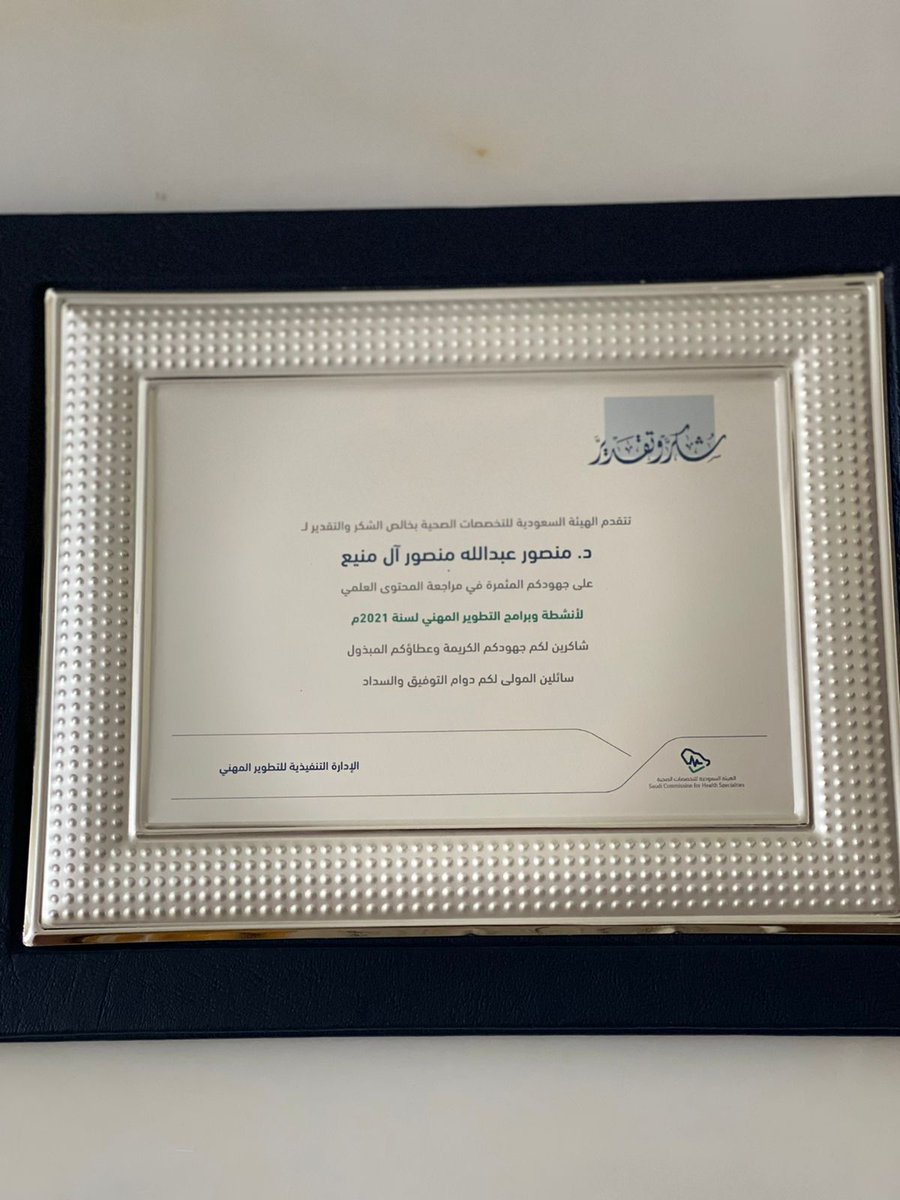 شكر وتقدير
تتقدم الهيئة السعودية للتخصصات الصحية بخالص الشكر والتقدير لـ
د. منصور عبدالله منصور آل منيع
على جهودكم المثمرة في مراجعة المحتوى العلمي
لأنشطة وبرامج التطوير المهني لسنة 2021م
شاكرين لكم جهودكم الكريمة وعطاؤكم المبذول
سائلين المولى لكم دوام التوفيق والسداد
الإدارة التنفيذية للتطوير المهني
الهيئة السعودية للتخصصات الصحية
Saudi Commission for Health Specialties